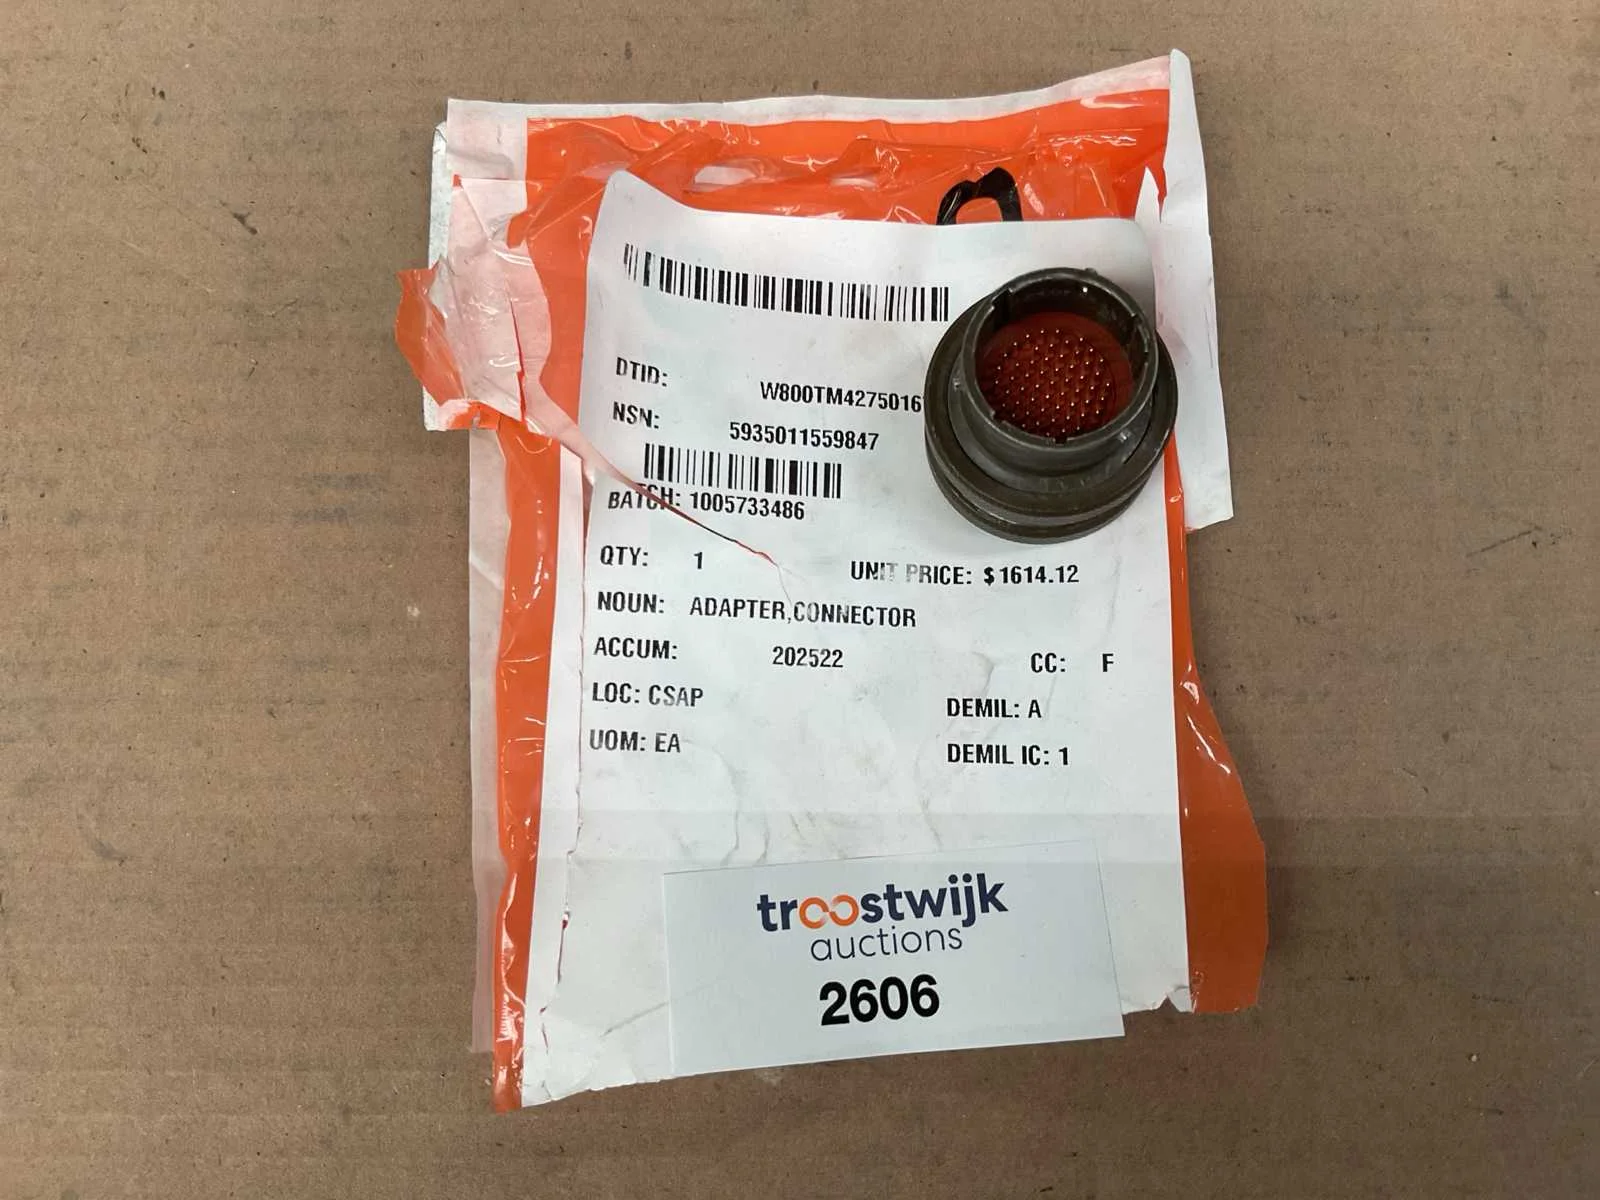 DTID: W800TM4275016
NSN: 5935011559847
BATCH: 1005733486
QTY: 1 UNIT PRICE: $1614.12
NOUN: ADAPTER,CONNECTOR
ACCUM: 202522 CC: F
LOC: CSAP DEMIL: A
UOM: EA DEMIL IC: 1
troostwijk
auctions
2606